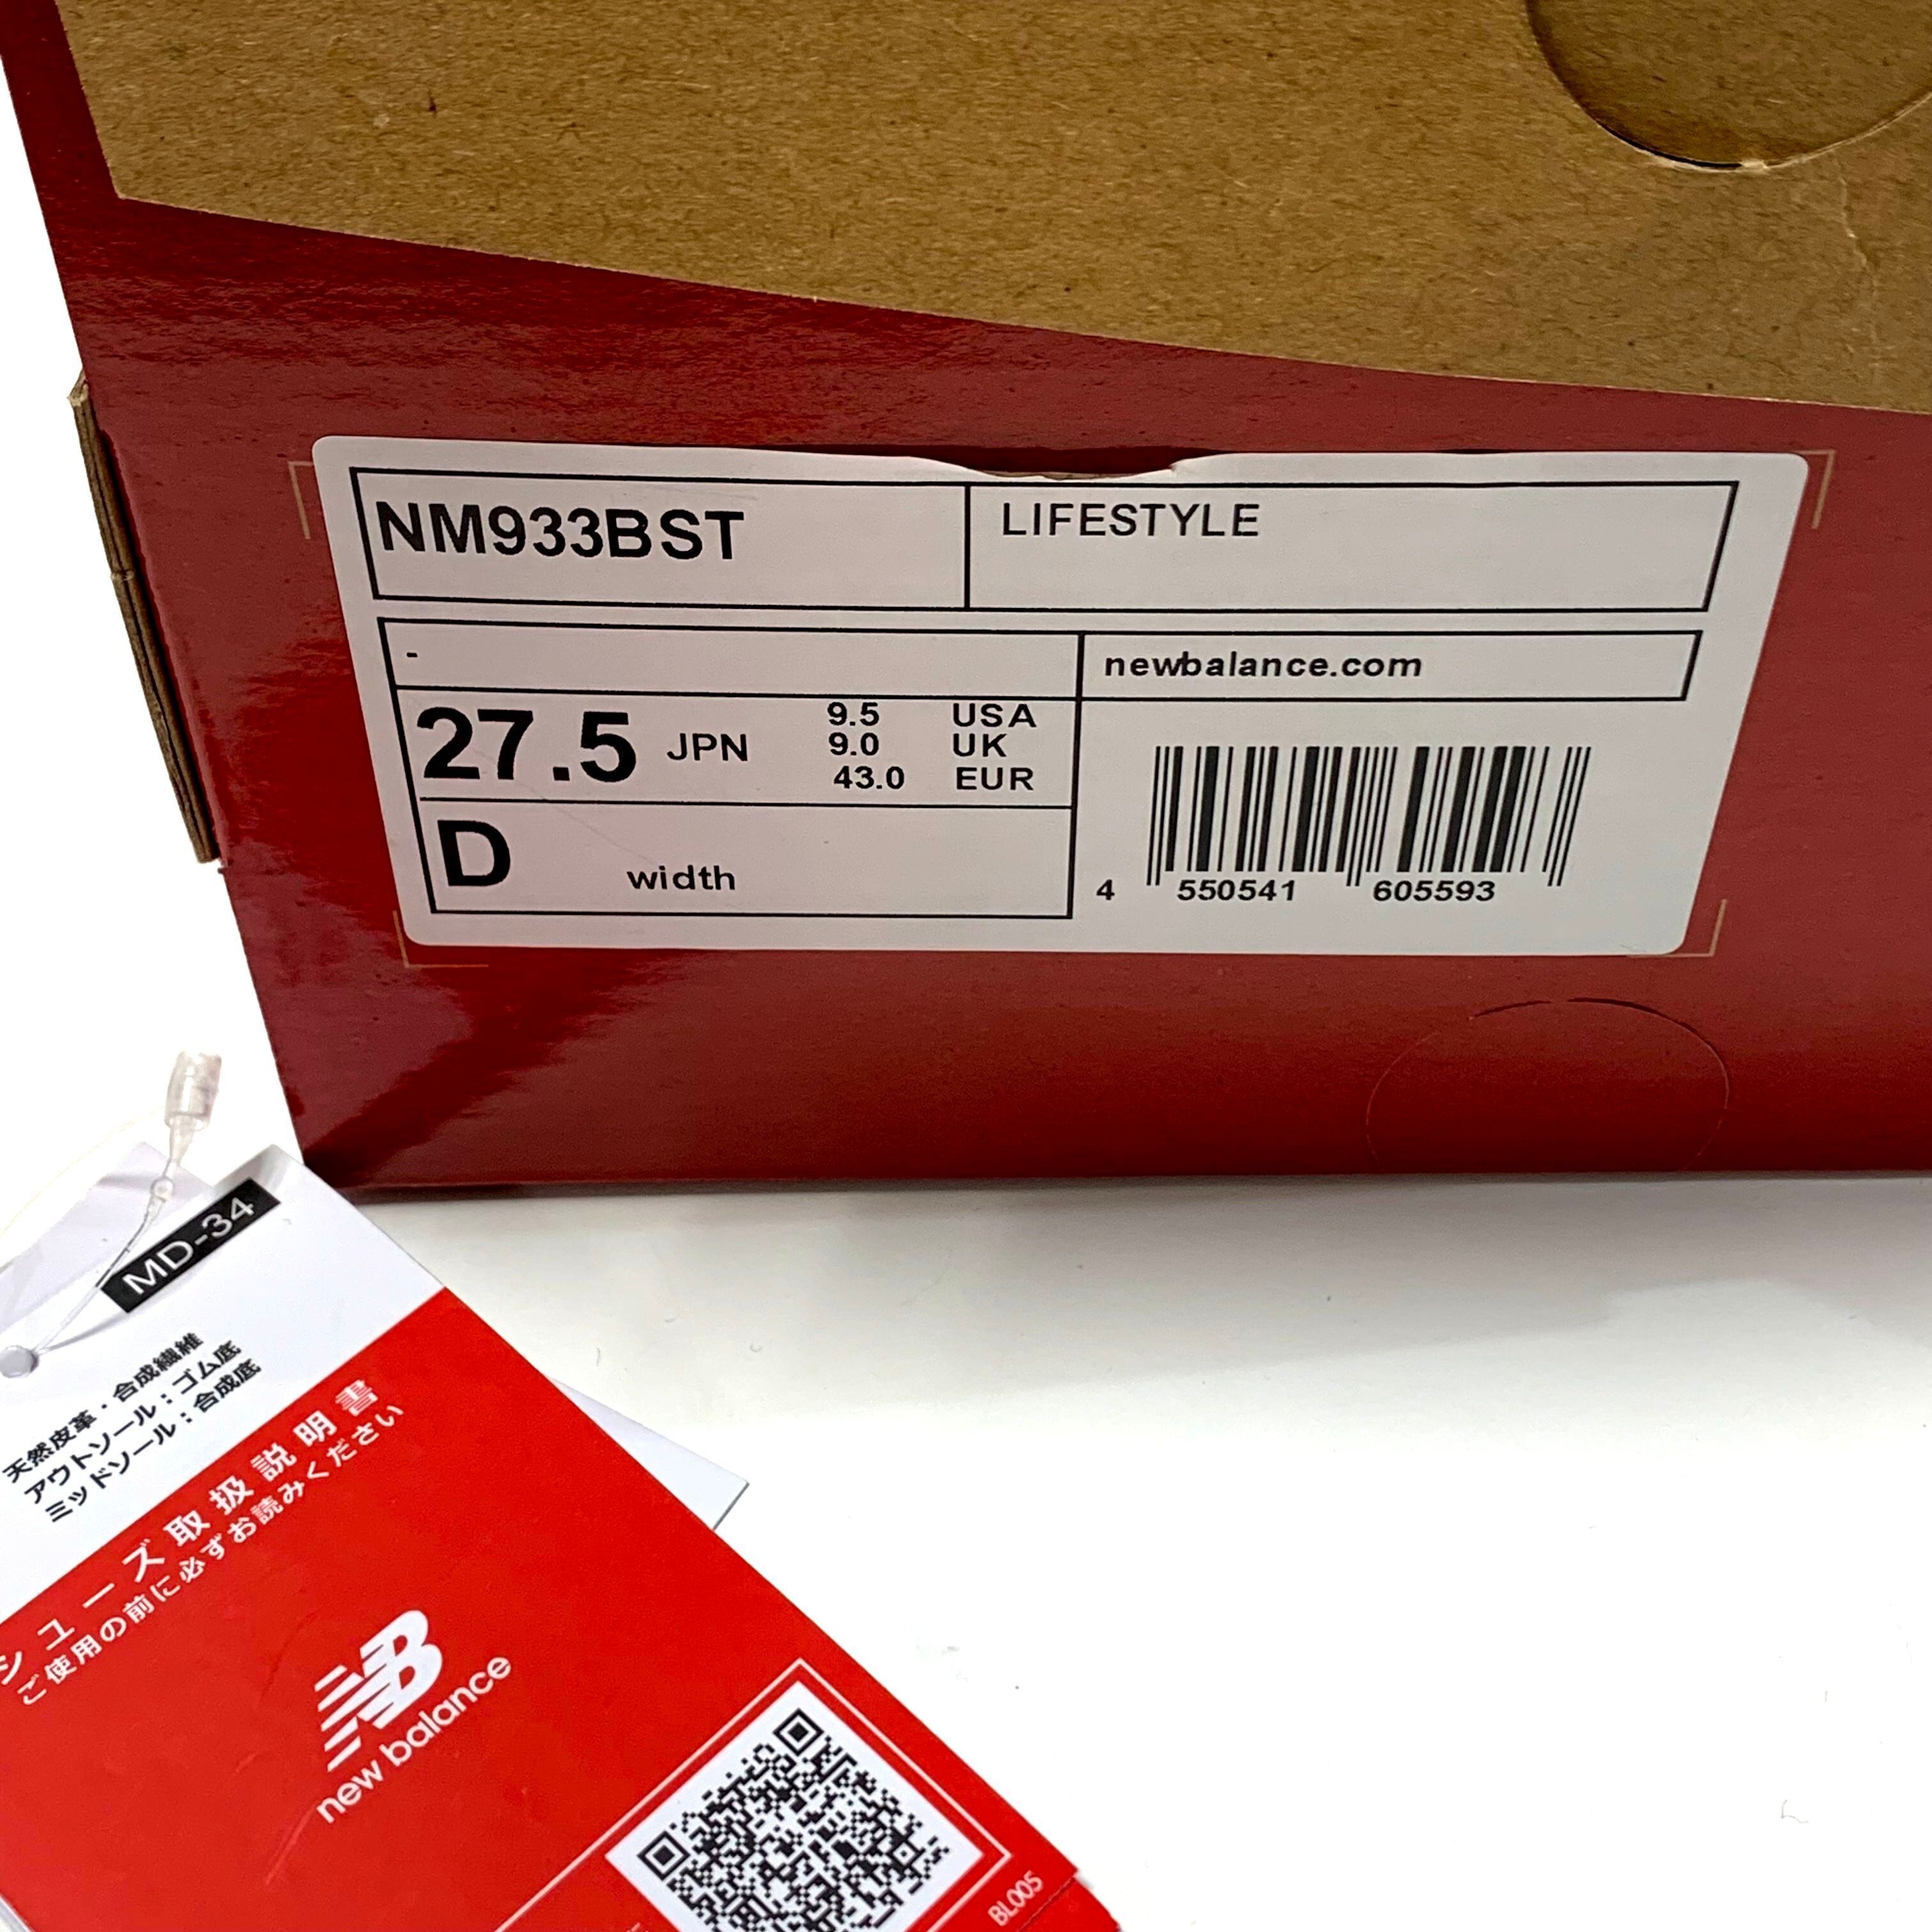 NM933BST
LIFESTYLE
-
newbalance.com
27.5 JPN
9.5 USA
9.0 UK
43.0 EUR
D width
4 550541 605593
MD-34
天然皮革・合成繊維
アウトソール：ゴム底
ミッドソール：合成底
シューズ取扱説明書
ご使用の前に必ずお読みください
NB
new balance
BL005